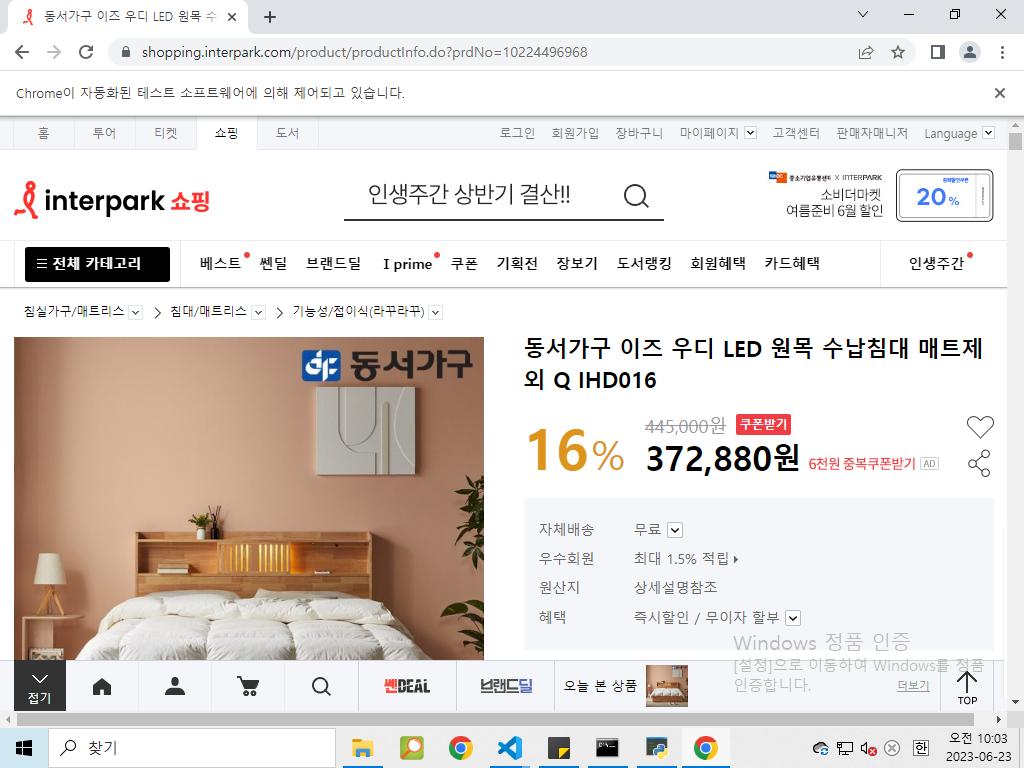 동서가구 이즈 우디 LED 원목 수
shopping.interpark.com/product/productInfo.do?prdNo=10224496968
Chrome이 자동화된 테스트 소프트웨어에 의해 제어되고 있습니다.
홈 투어 티켓 쇼핑 도서 로그인 회원가입 장바구니 마이페이지 고객센터 판매자매니저 Language
interpark 쇼핑
인생주간 상반기 결산!!
중소기업유통센터 X INTERPARK
소비더마켓
여름준비 6월 할인
20%
전체 카테고리 베스트 쎈딜 브랜드딜 I prime 쿠폰 기획전 장보기 도서랭킹 회원혜택 카드혜택 인생주간
침실가구/매트리스 침대/매트리스 기능성/접이식(라꾸라꾸)
동서가구
동서가구 이즈 우디 LED 원목 수납침대 매트제
외 Q IHD016
16%
445,000원 쿠폰받기
372,880원 6천원 중복쿠폰받기 AD
자체배송 무료
우수회원 최대 1.5% 적립
원산지 상세설명참조
혜택 즉시할인 / 무이자 할부
Windows 정품 인증
[설정]으로 이동하여 Windows를 정품
인증합니다.
접기 쎈DEAL 브랜드딜 오늘 본 상품 더보기 TOP
찾기
한
오전 10:03
2023-06-23